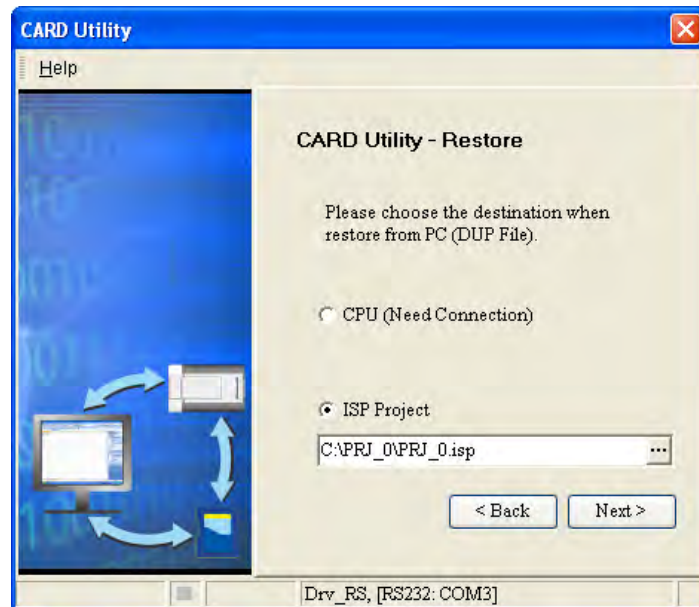 CARD Utility
Help
CARD Utility - Restore
Please choose the destination when
restore from PC (DUP File).
CPU (Need Connection)
ISP Project
C:\PRJ_0\PRJ_0.isp
...
< Back
Next >
Drv_RS, [RS232: COM3]